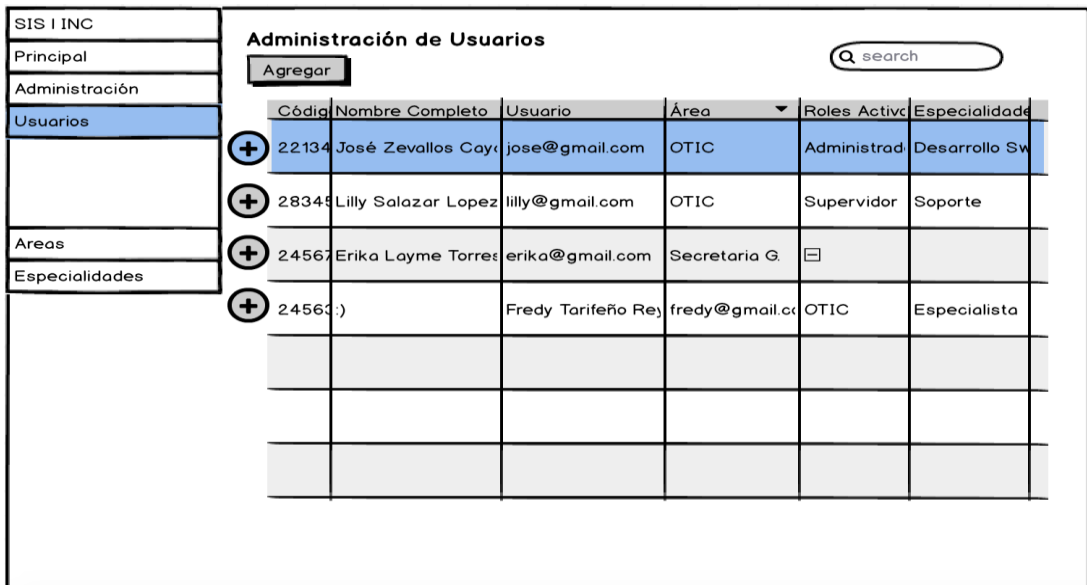 SIS I INC
Principal
Administración
Usuarios
Areas
Especialidades
Administración de Usuarios
Agregar
search
Códig Nombre Completo Usuario Área Roles Activo Especialidade
22134 José Zevallos Cayo jose@gmail.com OTIC Administrad Desarrollo Sw
28345 Lilly Salazar Lopez lilly@gmail.com OTIC Supervidor Soporte
24567 Erika Layme Torres erika@gmail.com Secretaria G.
24563 :) Fredy Tarifeño Rey fredy@gmail.co OTIC Especialista